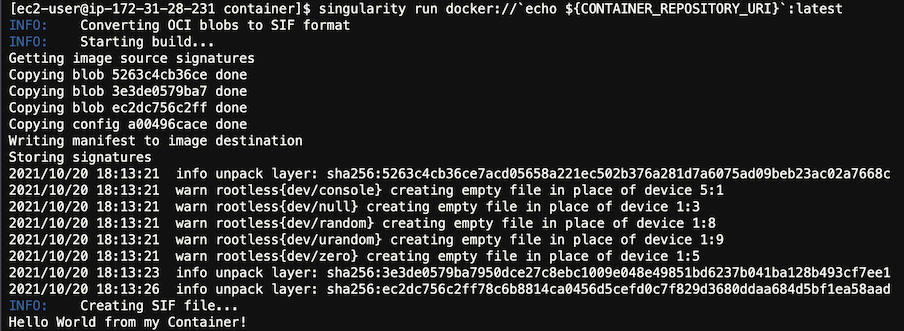 [ec2-user@ip-172-31-28-231 container]$ singularity run docker://`echo ${CONTAINER_REPOSITORY_URI}`:latest
INFO:    Converting OCI blobs to SIF format
INFO:    Starting build...
Getting image source signatures
Copying blob 5263c4cb36ce done
Copying blob 3e3de0579ba7 done
Copying blob ec2dc756c2ff done
Copying config a00496cace done
Writing manifest to image destination
Storing signatures
2021/10/20 18:13:21  info unpack layer: sha256:5263c4cb36ce7acd05658a221ec502b376a281d7a6075ad09beb23ac02a7668c
2021/10/20 18:13:21  warn rootless{dev/console} creating empty file in place of device 5:1
2021/10/20 18:13:21  warn rootless{dev/null} creating empty file in place of device 1:3
2021/10/20 18:13:21  warn rootless{dev/random} creating empty file in place of device 1:8
2021/10/20 18:13:21  warn rootless{dev/urandom} creating empty file in place of device 1:9
2021/10/20 18:13:21  warn rootless{dev/zero} creating empty file in place of device 1:5
2021/10/20 18:13:23  info unpack layer: sha256:3e3de0579ba7950dce27c8ebc1009e048e49851bd6237b041ba128b493cf7ee1
2021/10/20 18:13:26  info unpack layer: sha256:ec2dc756c2ff78c6b8814ca0456d5cefd0c7f829d3680ddaa684d5bf1ea58aad
INFO:    Creating SIF file...
Hello World from my Container!